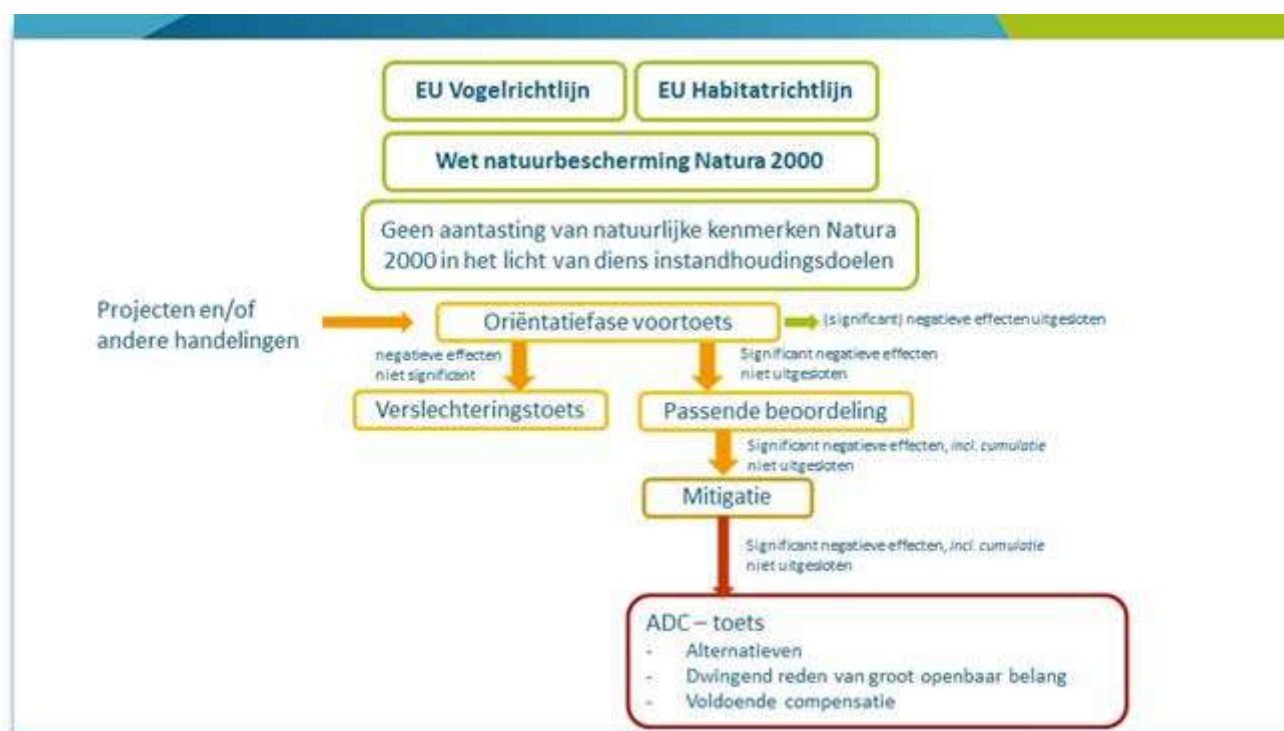 EU Vogelrichtlijn
EU Habitatrichtlijn
Wet natuurbescherming Natura 2000
Geen aantasting van natuurlijke kenmerken Natura
2000 in het licht van diens instandhoudingsdoelen
Projecten en/of
andere handelingen
Oriëntatiefase voortoets
(significant) negatieve effecten uitgesloten
negatieve effecten
niet significant
Significant negatieve effecten
niet uitgesloten
Verslechteringstoets
Passende beoordeling
Significant negatieve effecten, incl. cumulatie
niet uitgesloten
Mitigatie
Significant negatieve effecten, incl. cumulatie
niet uitgesloten
ADC – toets
- Alternatieven
- Dwingend reden van groot openbaar belang
- Voldoende compensatie